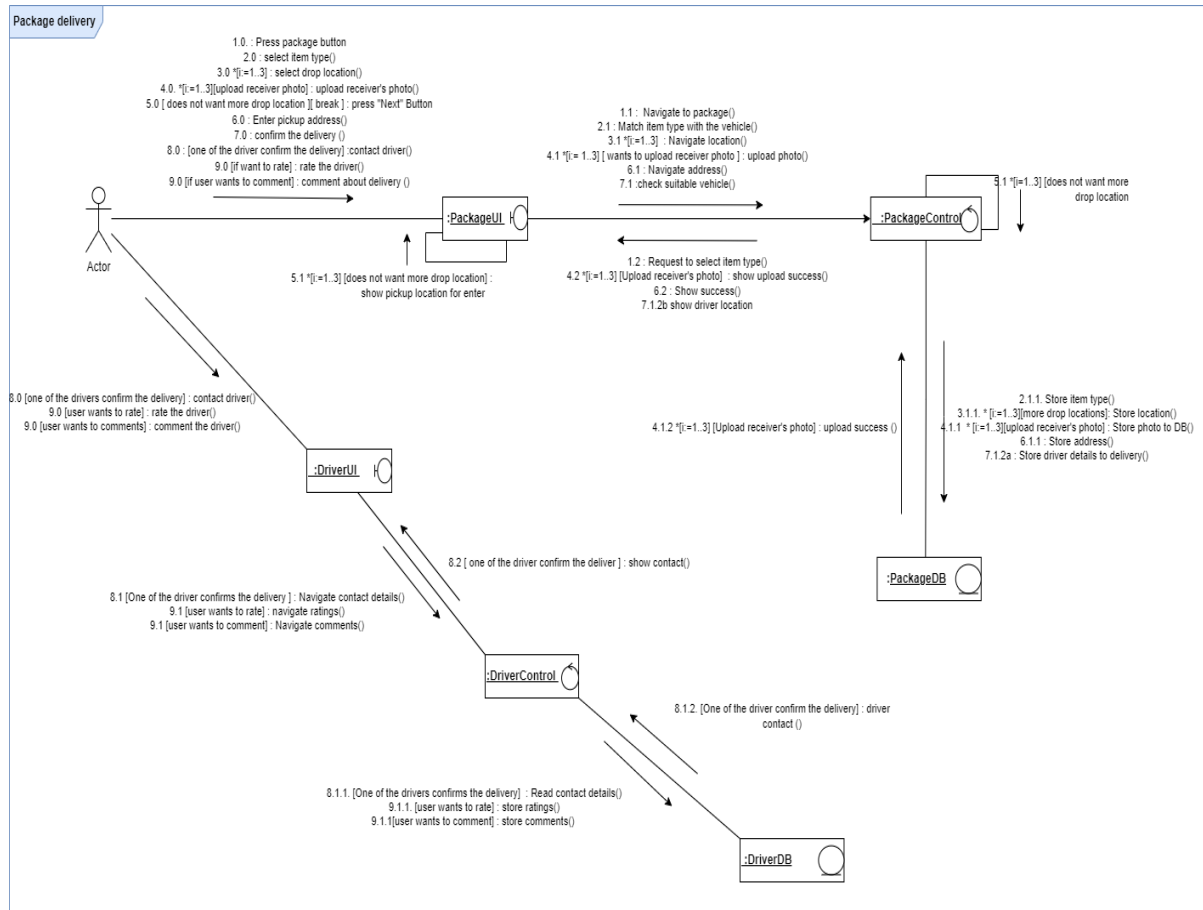 Package delivery
1.0. : Press package button
2.0 : select item type()
3.0 *[i:=1..3] : select drop location()
4.0. *[i:=1..3][upload receiver photo] : upload receiver's photo()
5.0 [ does not want more drop location ][ break ] : press "Next" Button
6.0 : Enter pickup address()
7.0 : confirm the delivery ()
8.0 : [one of the driver confirm the delivery] :contact driver()
9.0 [if want to rate] : rate the driver()
9.0 [if user wants to comment] : comment about delivery ()
1.1 : Navigate to package()
2.1 : Match item type with the vehicle()
3.1 *[i:=1..3] : Navigate location()
4.1 *[i:= 1..3] [ wants to upload receiver photo ] : upload photo()
6.1 : Navigate address()
7.1 :check suitable vehicle()
5.1 *[i=1..3] [does not want more
drop location
:PackageUI
:PackageControl
Actor
5.1 *[i:=1..3] [does not want more drop location] :
show pickup location for enter
1.2 : Request to select item type()
4.2 *[i:=1..3] [Upload receiver's photo] : show upload success()
6.2 : Show success()
7.1.2b show driver location
8.0 [one of the drivers confirm the delivery] : contact driver()
9.0 [user wants to rate] : rate the driver()
9.0 [user wants to comments] : comment the driver()
4.1.2 *[i:=1..3] [Upload receiver's photo] : upload success ()
2.1.1. Store item type()
3.1.1. * [i:=1..3][more drop locations]: Store location()
4.1.1 * [i:=1..3][upload receiver's photo] : Store photo to DB()
6.1.1 : Store address()
7.1.2a : Store driver details to delivery()
:DriverUI
8.2 [ one of the driver confirm the deliver ] : show contact()
:PackageDB
8.1 [One of the driver confirms the delivery ] : Navigate contact details()
9.1 [user wants to rate] : navigate ratings()
9.1 [user wants to comment] : Navigate comments()
:DriverControl
8.1.2. [One of the driver confirm the delivery] : driver
contact ()
8.1.1. [One of the drivers confirms the delivery] : Read contact details()
9.1.1. [user wants to rate] : store ratings()
9.1.1[user wants to comment] : store comments()
:DriverDB